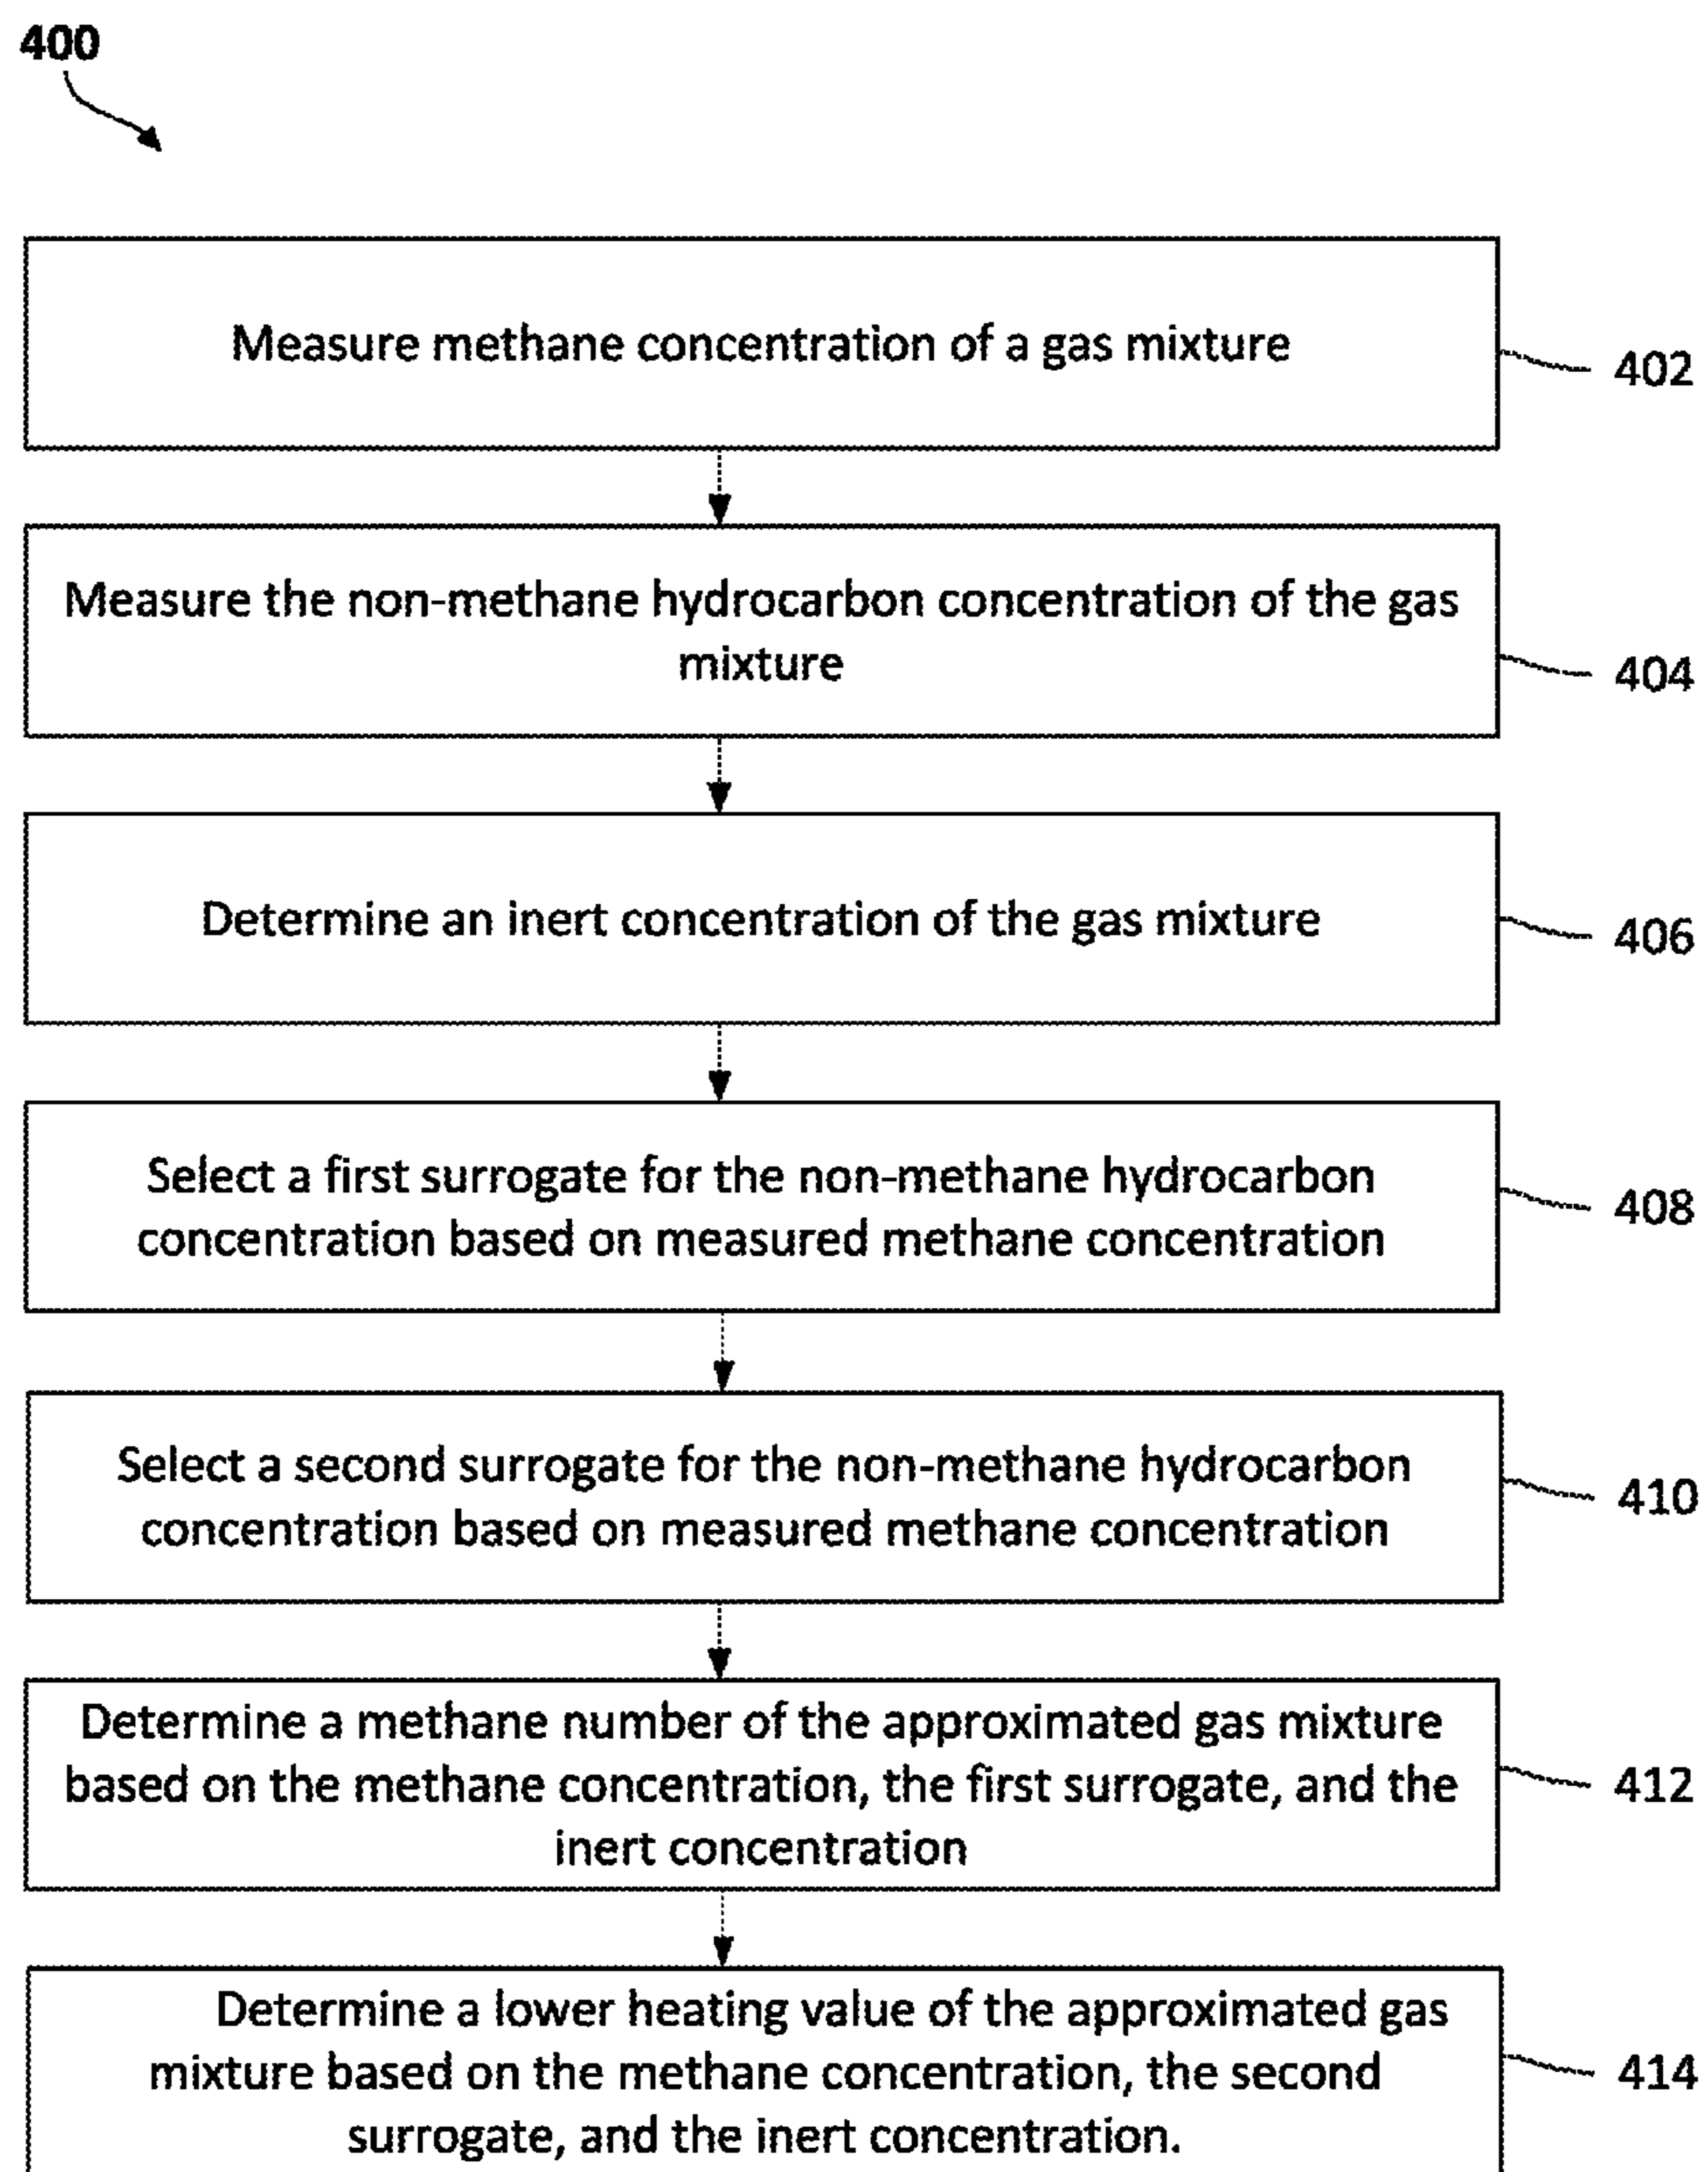 400
Measure methane concentration of a gas mixture
402
Measure the non-methane hydrocarbon concentration of the gas
mixture
404
Determine an inert concentration of the gas mixture
406
Select a first surrogate for the non-methane hydrocarbon
concentration based on measured methane concentration
408
Select a second surrogate for the non-methane hydrocarbon
concentration based on measured methane concentration
410
Determine a methane number of the approximated gas mixture
based on the methane concentration, the first surrogate, and the
inert concentration
412
Determine a lower heating value of the approximated gas
mixture based on the methane concentration, the second
surrogate, and the inert concentration.
414